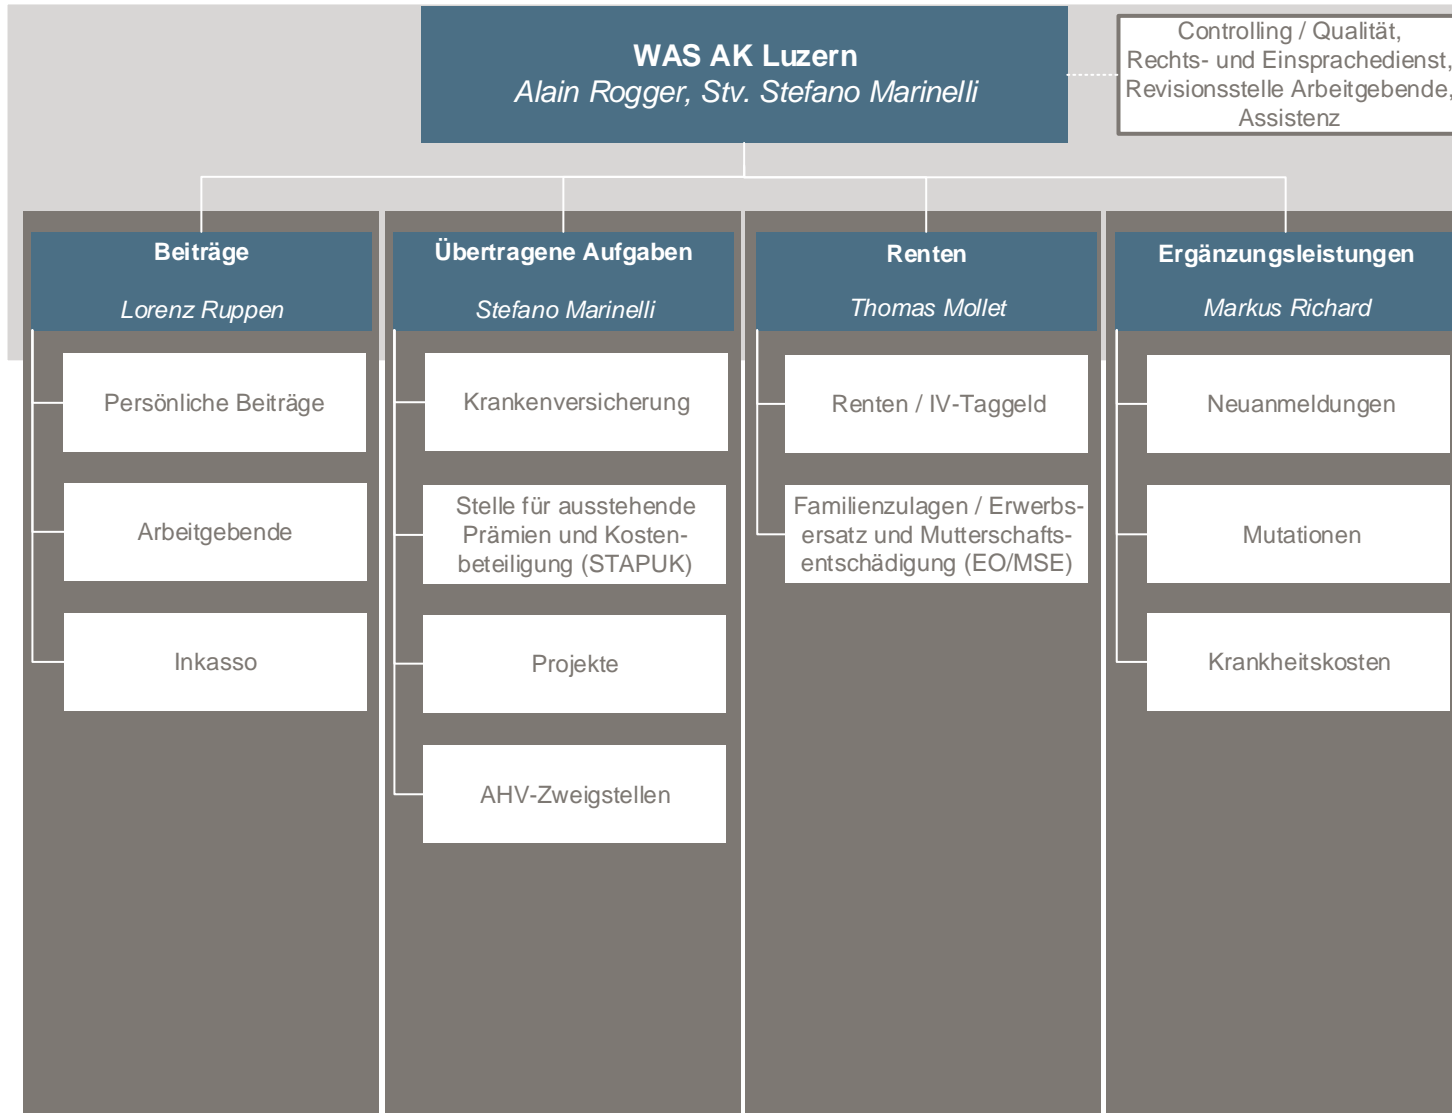 WAS AK Luzern
Alain Rogger, Stv. Stefano Marinelli
Controlling / Qualität,
Rechts- und Einsprachedienst,
Revisionsstelle Arbeitgebende,
Assistenz
Beiträge
Lorenz Ruppen
Persönliche Beiträge
Arbeitgebende
Inkasso
Übertragene Aufgaben
Stefano Marinelli
Krankenversicherung
Stelle für ausstehende
Prämien und Kosten-
beteiligung (STAPUK)
Projekte
AHV-Zweigstellen
Renten
Thomas Mollet
Renten / IV-Taggeld
Familienzulagen / Erwerbs-
ersatz und Mutterschafts-
entschädigung (EO/MSE)
Ergänzungsleistungen
Markus Richard
Neuanmeldungen
Mutationen
Krankheitskosten